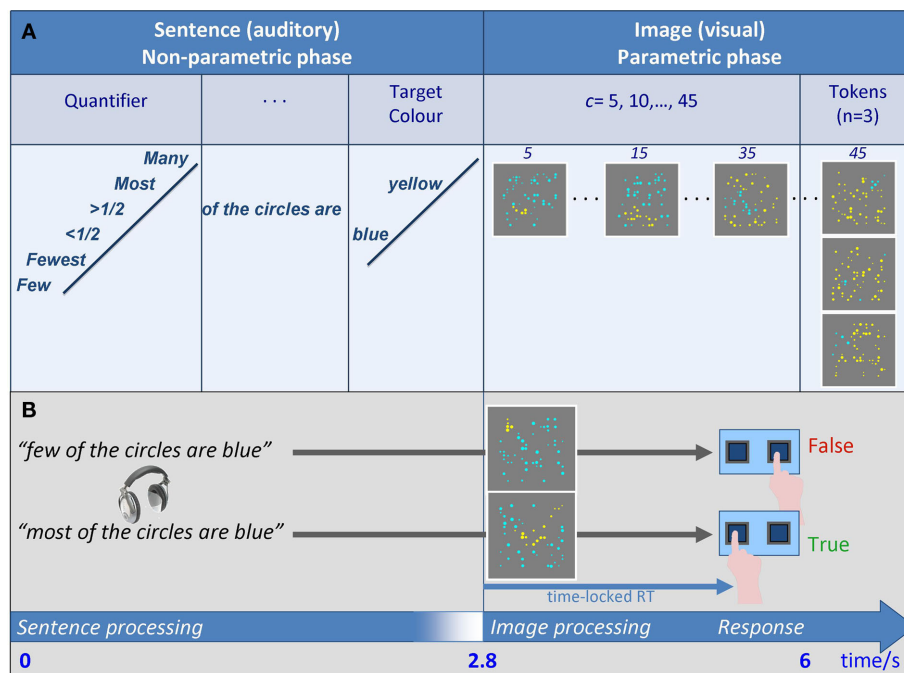 A
Sentence (auditory)
Non-parametric phase
Image (visual)
Parametric phase
Quantifier
. . .
Target
Colour
c= 5, 10,..., 45
Tokens
(n=3)
Many
Most
>1/2
<1/2
Fewest
Few
of the circles are
yellow
blue
5
15
35
45
. . .
. . .
. . .
B
“few of the circles are blue”
False
“most of the circles are blue”
True
time-locked RT
Sentence processing
Image processing
Response
0
2.8
6
time/s